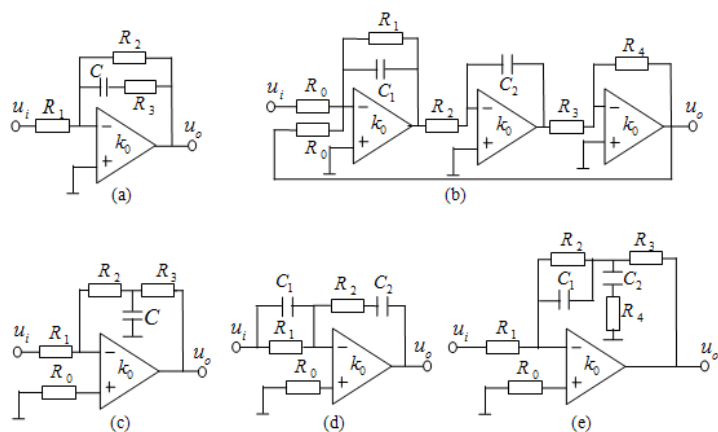 R₂
C
R₃
uᵢ
R₁
uₒ
−
k₀
+
(a)
R₁
C₁
uᵢ
R₀
R₀
−
k₀
+
R₂
C₂
−
k₀
+
R₃
R₄
−
k₀
+
uₒ
(b)
R₂
R₃
C
uᵢ
R₁
−
k₀
+
R₀
uₒ
(c)
C₁
R₂
C₂
uᵢ
R₁
−
k₀
+
R₀
uₒ
(d)
R₂
R₃
C₁
C₂
R₄
uᵢ
R₁
−
k₀
+
R₀
uₒ
(e)